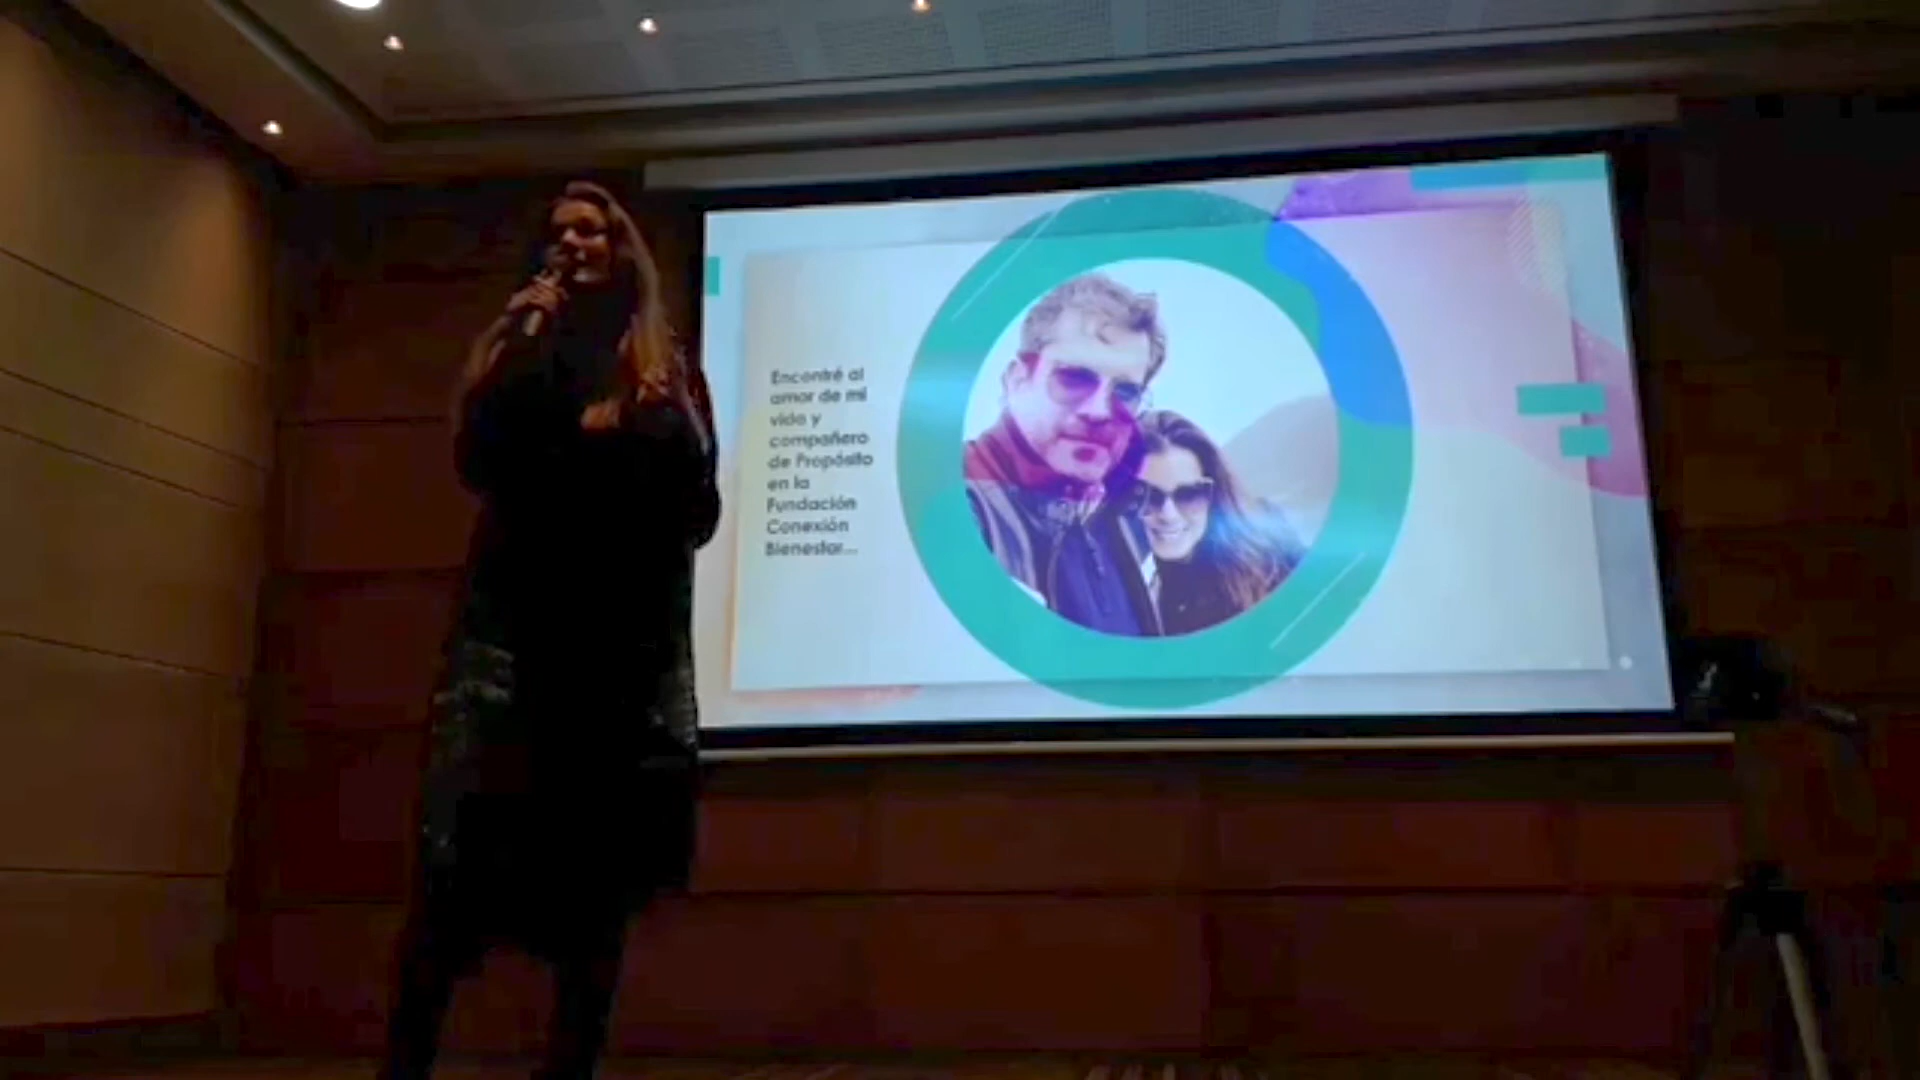 Encontré al
amor de mi
vida y
compañero
de Propósito
en la
Fundación
Conexión
Bienestar...